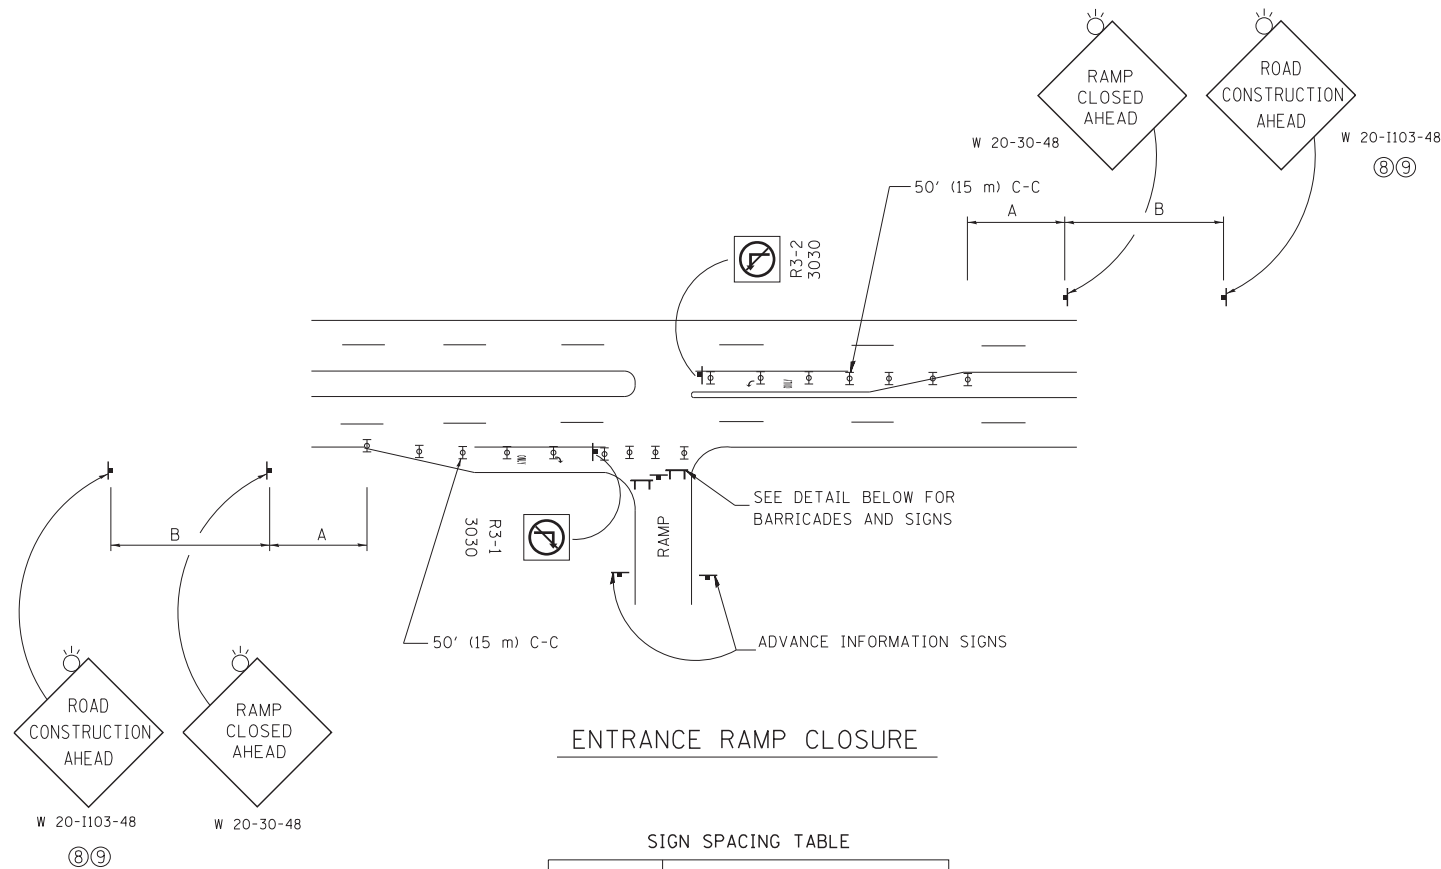 RAMP
CLOSED
AHEAD
W 20-30-48
ROAD
CONSTRUCTION
AHEAD
W 20-I103-48
⑧⑨
50' (15 m) C-C
A
B
R3-2
3030
ONLY
ONLY
B
A
R3-1
3030
RAMP
SEE DETAIL BELOW FOR
BARRICADES AND SIGNS
50' (15 m) C-C
ADVANCE INFORMATION SIGNS
ROAD
CONSTRUCTION
AHEAD
W 20-I103-48
⑧⑨
RAMP
CLOSED
AHEAD
W 20-30-48
ENTRANCE RAMP CLOSURE
SIGN SPACING TABLE